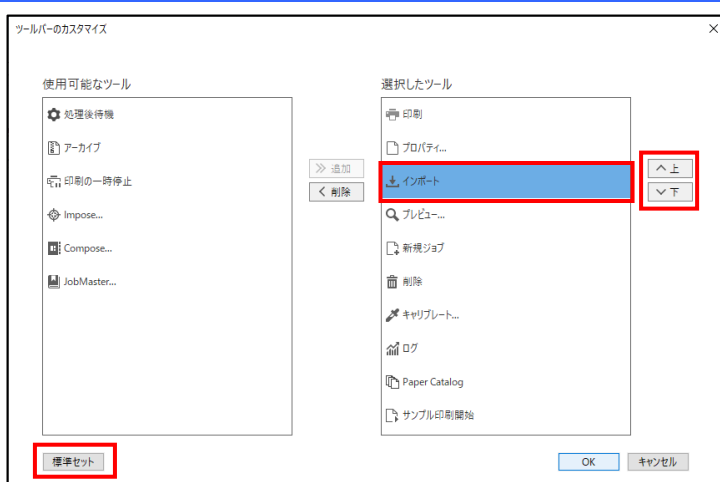 ツールバーのカスタマイズ
使用可能なツール
処理後待機
アーカイブ
印刷の一時停止
Impose...
Compose...
JobMaster...
追加
削除
選択したツール
印刷
プロパティ...
インポート
プレビュー...
新規ジョブ
削除
キャリブレート...
ログ
Paper Catalog
サンプル印刷開始
上
下
標準セット
OK
キャンセル